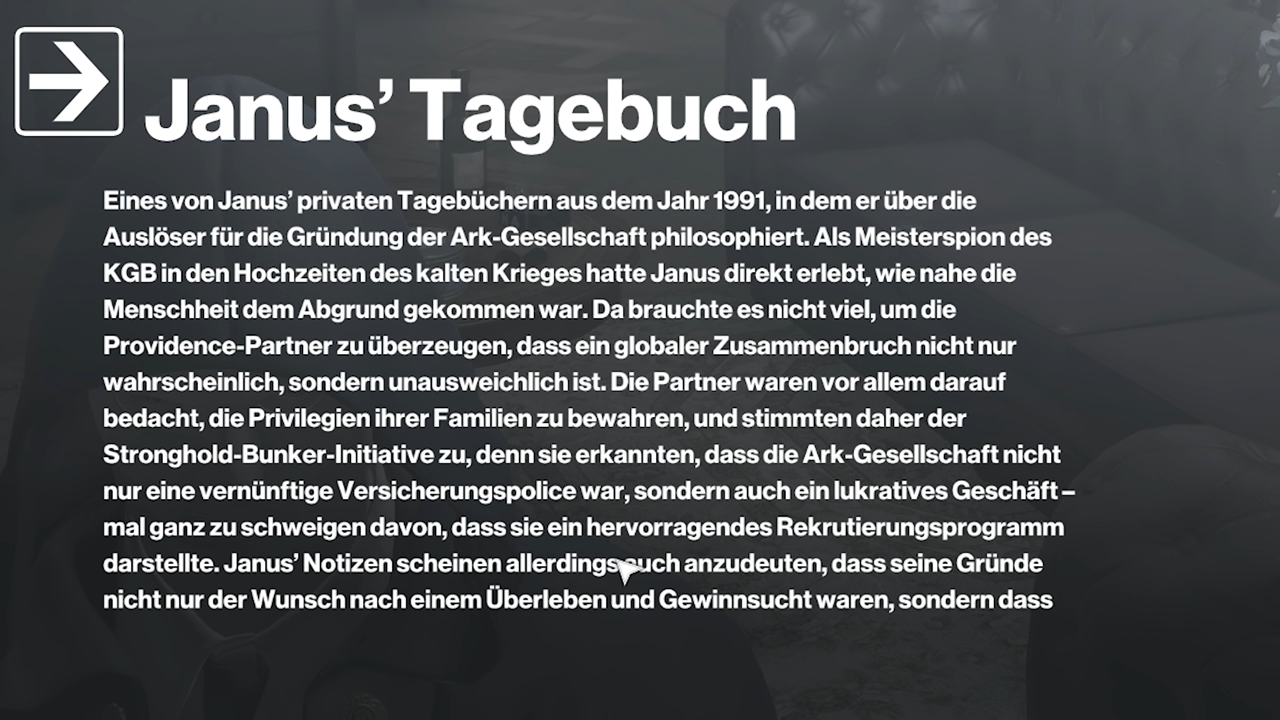 Janus’ Tagebuch
Eines von Janus’ privaten Tagebüchern aus dem Jahr 1991, in dem er über die
Auslöser für die Gründung der Ark-Gesellschaft philosophiert. Als Meisterspion des
KGB in den Hochzeiten des kalten Krieges hatte Janus direkt erlebt, wie nahe die
Menschheit dem Abgrund gekommen war. Da brauchte es nicht viel, um die
Providence-Partner zu überzeugen, dass ein globaler Zusammenbruch nicht nur
wahrscheinlich, sondern unausweichlich ist. Die Partner waren vor allem darauf
bedacht, die Privilegien ihrer Familien zu bewahren, und stimmten daher der
Stronghold-Bunker-Initiative zu, denn sie erkannten, dass die Ark-Gesellschaft nicht
nur eine vernünftige Versicherungspolice war, sondern auch ein lukratives Geschäft –
mal ganz zu schweigen davon, dass sie ein hervorragendes Rekrutierungsprogramm
darstellte. Janus’ Notizen scheinen allerdings auch anzudeuten, dass seine Gründe
nicht nur der Wunsch nach einem Überleben und Gewinnsucht waren, sondern dass